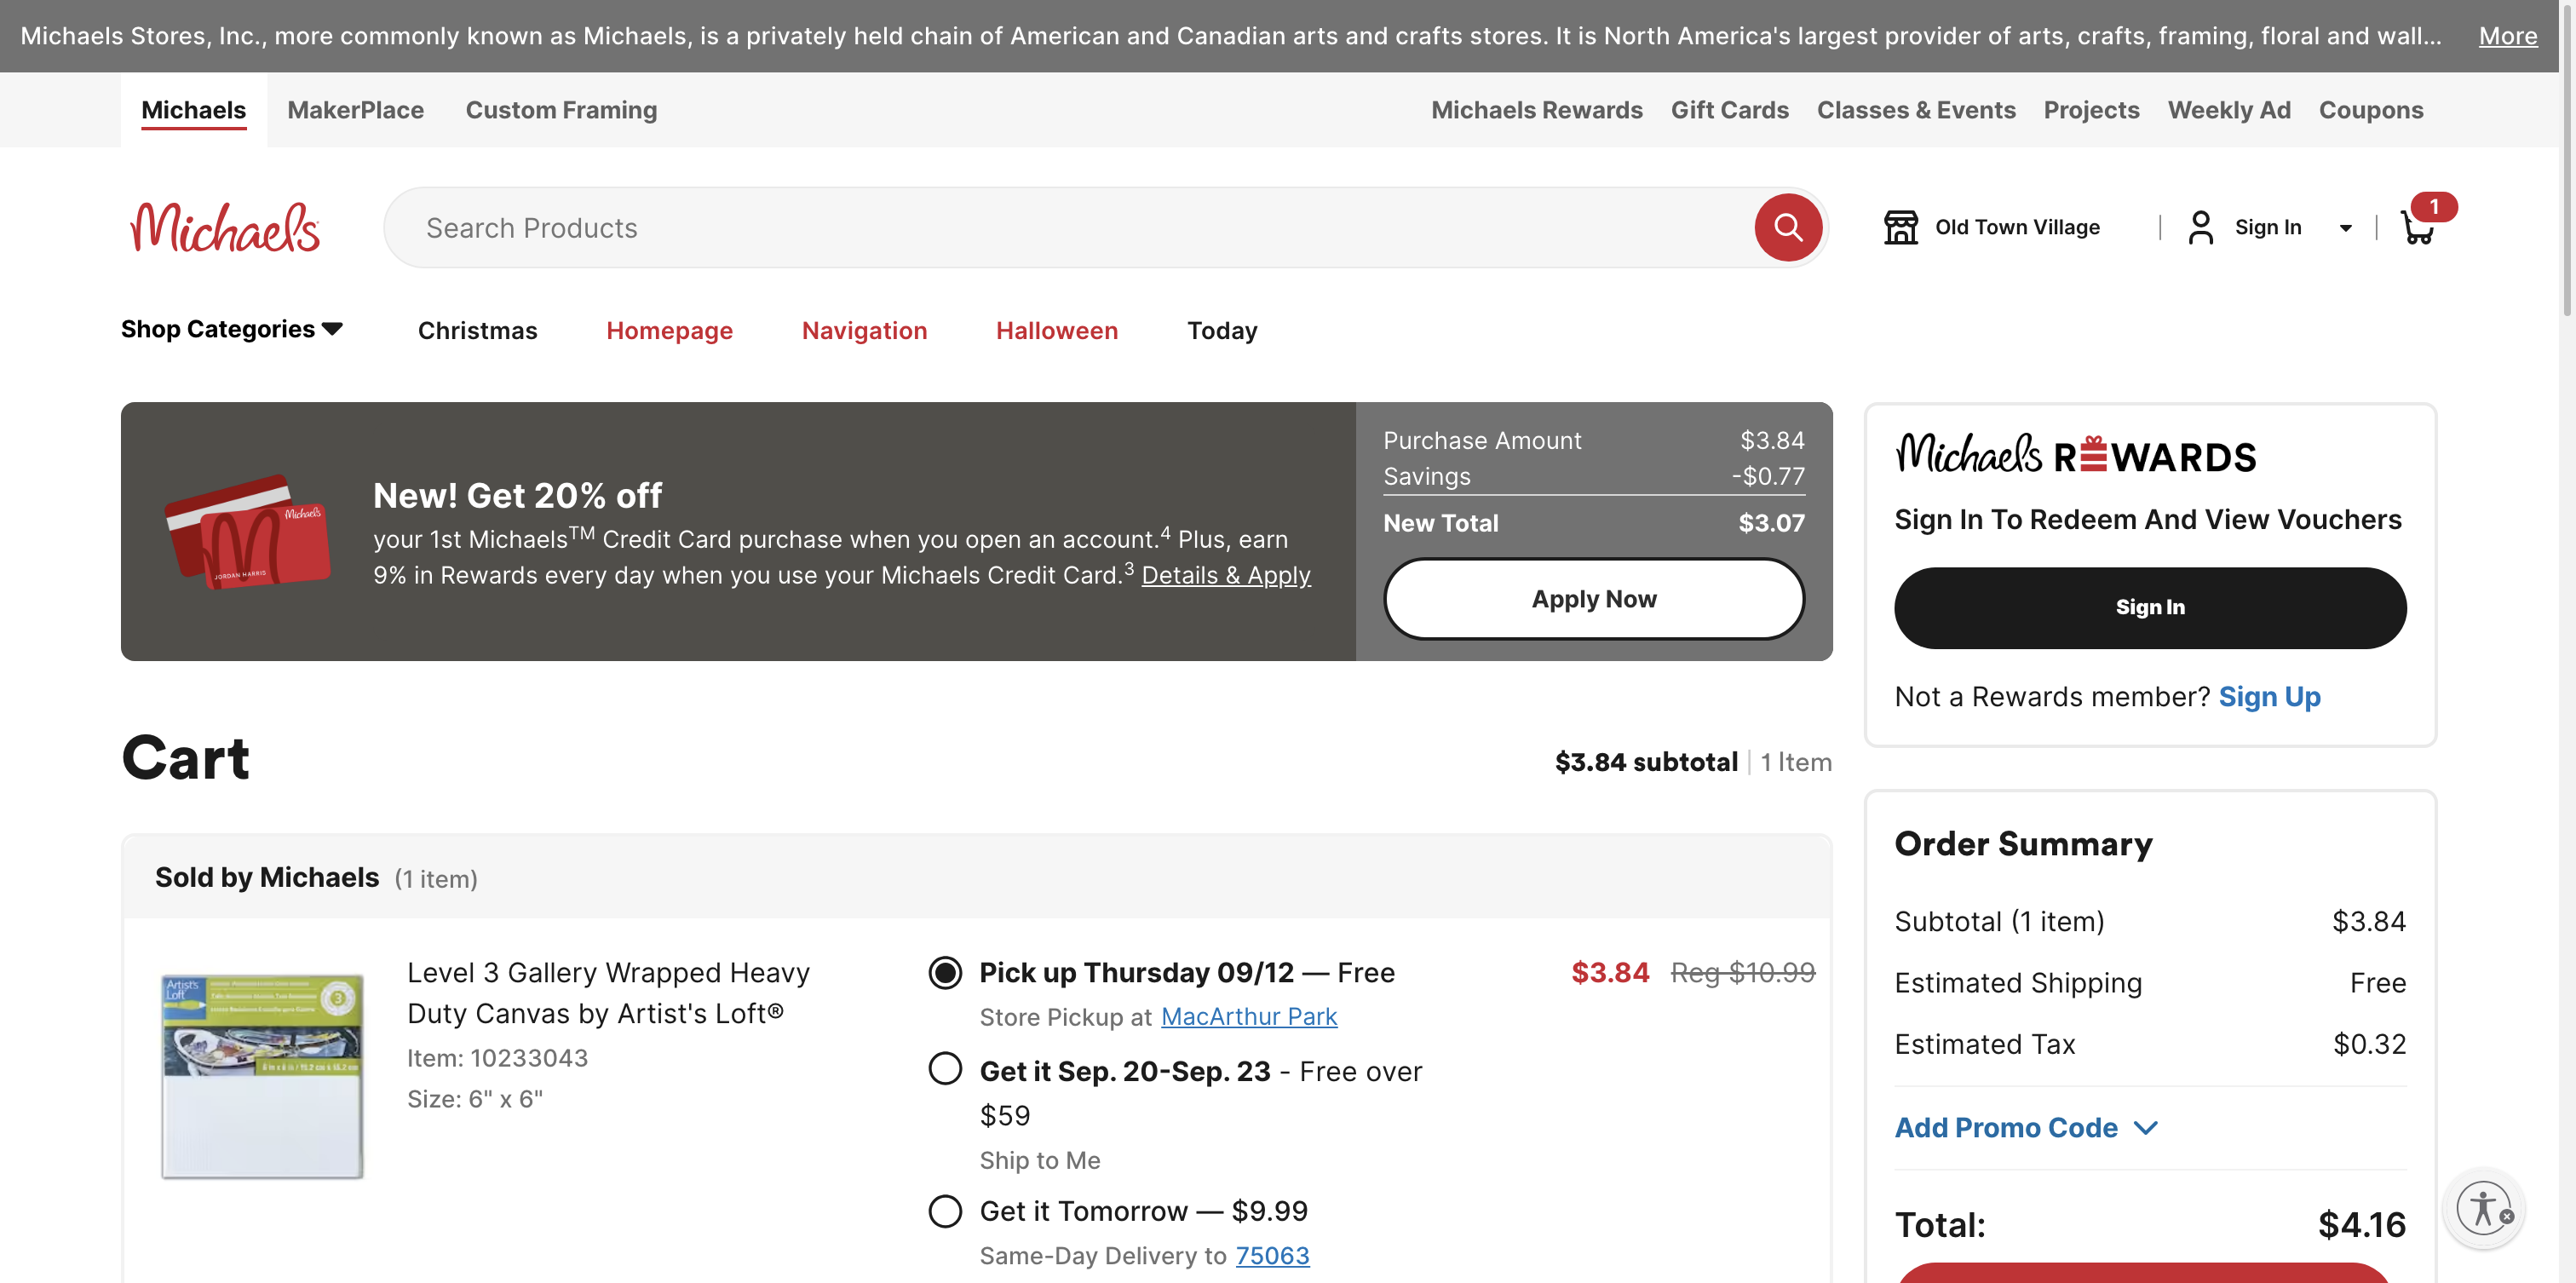 Michaels Stores, Inc., more commonly known as Michaels, is a privately held chain of American and Canadian arts and crafts stores. It is North America's largest provider of arts, crafts, framing, floral and wall... More
Michaels MakerPlace Custom Framing Michaels Rewards Gift Cards Classes & Events Projects Weekly Ad Coupons
Michaels Search Products Old Town Village Sign In 1
Shop Categories Christmas Homepage Navigation Halloween Today
Michaels
JORDAN HARRIS
New! Get 20% off
your 1st Michaels™ Credit Card purchase when you open an account.⁴ Plus, earn
9% in Rewards every day when you use your Michaels Credit Card.³ Details & Apply
Purchase Amount $3.84
Savings -$0.77
New Total $3.07
Apply Now
Michaels REWARDS
Sign In To Redeem And View Vouchers
Sign In
Not a Rewards member? Sign Up
Cart
$3.84 subtotal | 1 Item
Sold by Michaels (1 item)
Artist's
Loft
3
Level 3 Gallery Wrapped Heavy
Duty Canvas by Artist's Loft®
Item: 10233043
Size: 6" x 6"
Pick up Thursday 09/12 — Free
Store Pickup at MacArthur Park
Get it Sep. 20-Sep. 23 - Free over
$59
Ship to Me
Get it Tomorrow — $9.99
Same-Day Delivery to 75063
$3.84 Reg $10.99
Order Summary
Subtotal (1 item) $3.84
Estimated Shipping Free
Estimated Tax $0.32
Add Promo Code
Total: $4.16